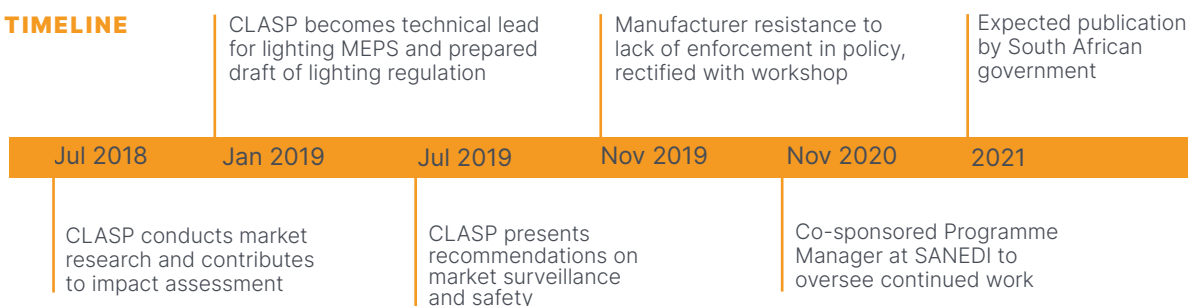 TIMELINE
CLASP becomes technical lead
for lighting MEPS and prepared
draft of lighting regulation
Manufacturer resistance to
lack of enforcement in policy,
rectified with workshop
Expected publication
by South African
government
Jul 2018
Jan 2019
Jul 2019
Nov 2019
Nov 2020
2021
CLASP conducts market
research and contributes
to impact assessment
CLASP presents
recommendations on
market surveillance
and safety
Co-sponsored Programme
Manager at SANEDI to
oversee continued work